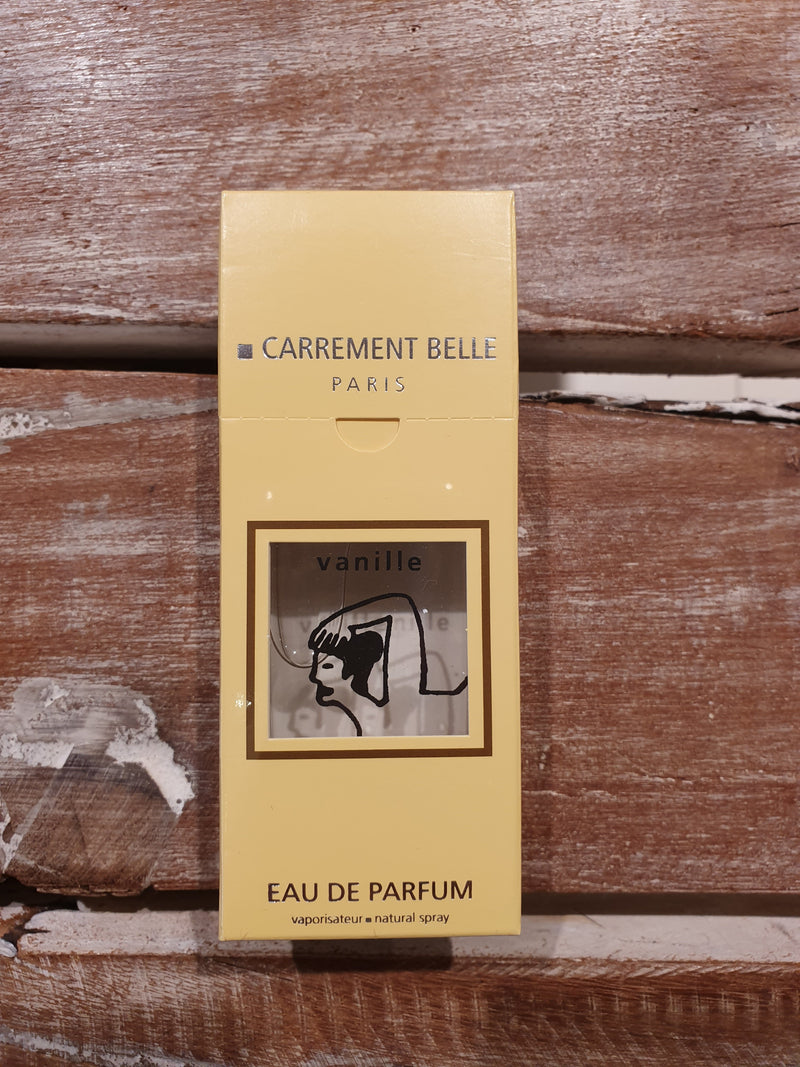 CARREMENT BELLE
PARIS
vanille
EAU DE PARFUM
vaporisateur ▪ natural spray